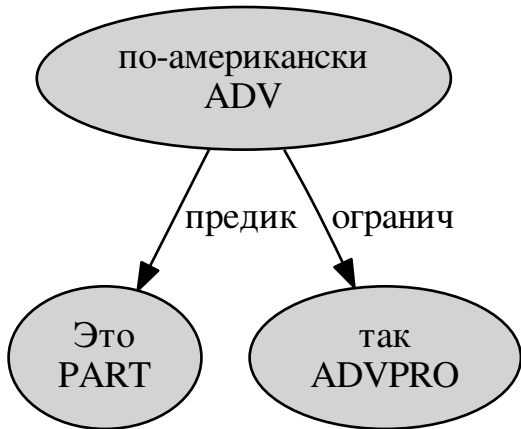 по-американски
ADV
предик
огранич
Это
PART
так
ADVPRO